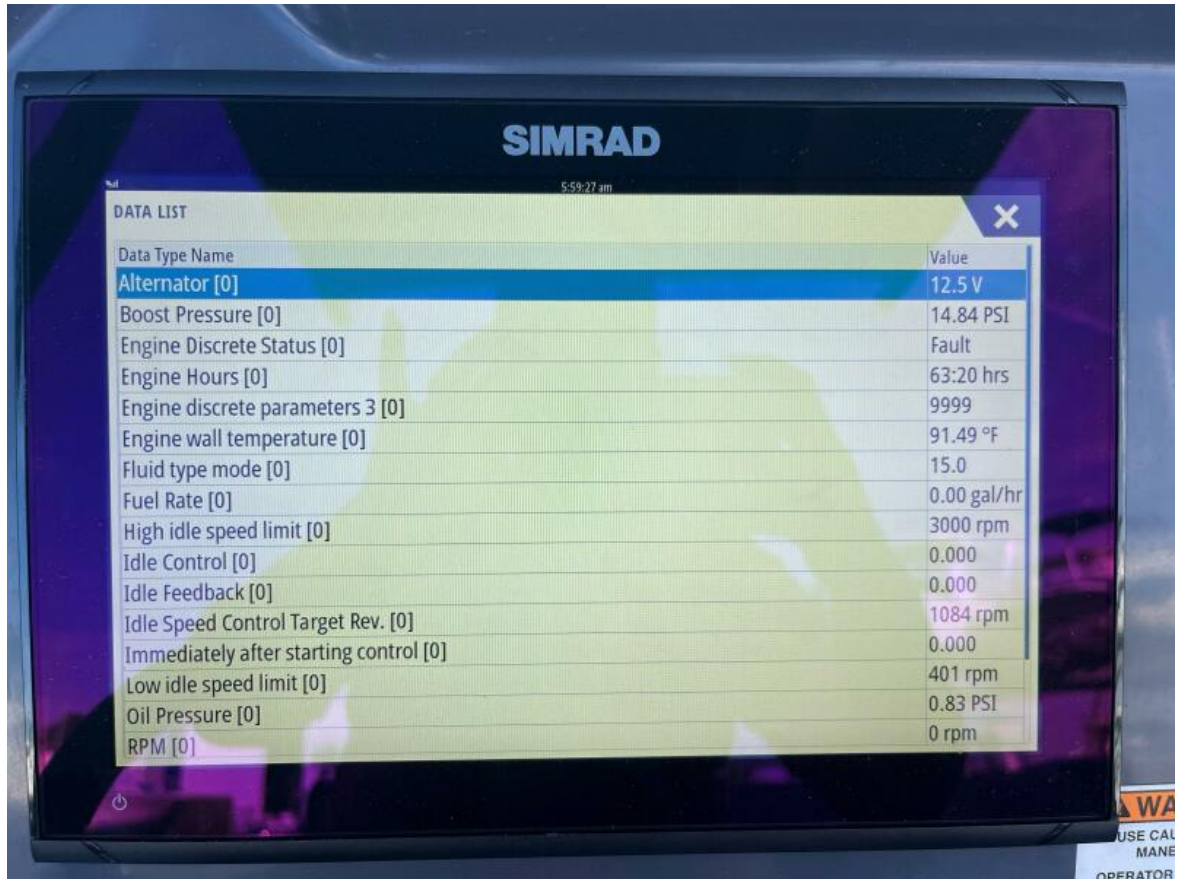 SIMRAD
5:59:27 am
DATA LIST
Data Type Name Value
Alternator [0] 12.5 V
Boost Pressure [0] 14.84 PSI
Engine Discrete Status [0] Fault
Engine Hours [0] 63:20 hrs
Engine discrete parameters 3 [0] 9999
Engine wall temperature [0] 91.49 °F
Fluid type mode [0] 15.0
Fuel Rate [0] 0.00 gal/hr
High idle speed limit [0] 3000 rpm
Idle Control [0] 0.000
Idle Feedback [0] 0.000
Idle Speed Control Target Rev. [0] 1084 rpm
Immediately after starting control [0] 0.000
Low idle speed limit [0] 401 rpm
Oil Pressure [0] 0.83 PSI
RPM [0] 0 rpm
WA
USE CAU
MANE
OPERATOR